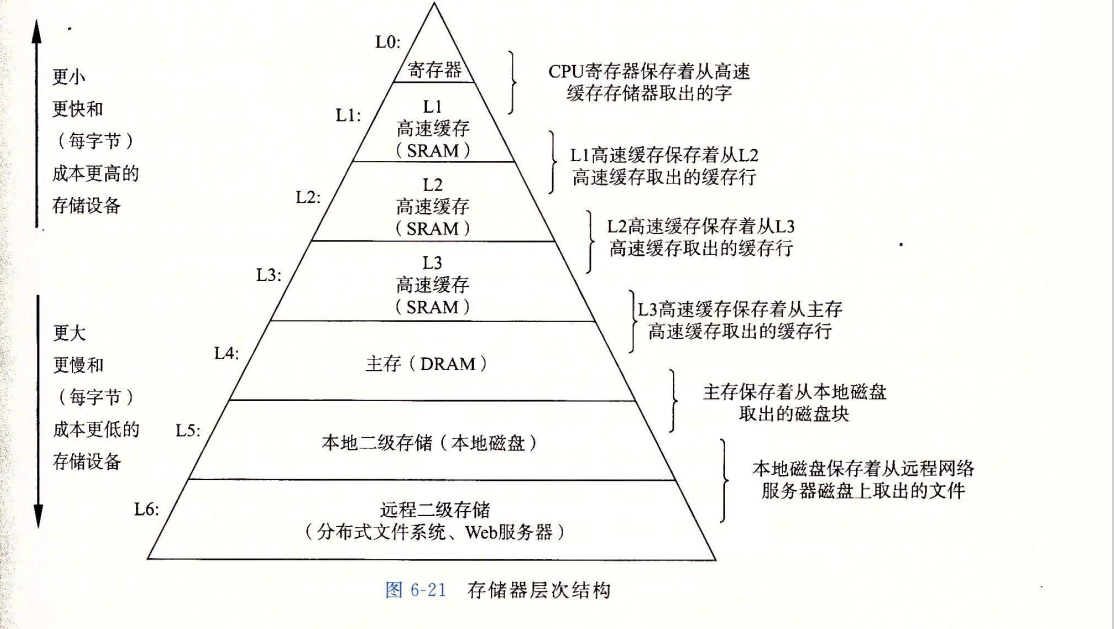 更小
更快和
（每字节）
成本更高的
存储设备
更大
更慢和
（每字节）
成本更低的
存储设备
L0:
寄存器
L1:
L1
高速缓存
（SRAM）
L2:
L2
高速缓存
（SRAM）
L3:
L3
高速缓存
（SRAM）
L4:
主存（DRAM）
L5:
本地二级存储（本地磁盘）
L6:
远程二级存储
（分布式文件系统、Web服务器）
CPU寄存器保存着从高速
缓存存储器取出的字
L1高速缓存保存着从L2
高速缓存取出的缓存行
L2高速缓存保存着从L3
高速缓存取出的缓存行
L3高速缓存保存着从主存
高速缓存取出的缓存行
主存保存着从本地磁盘
取出的磁盘块
本地磁盘保存着从远程网络
服务器磁盘上取出的文件
图 6-21 存储器层次结构